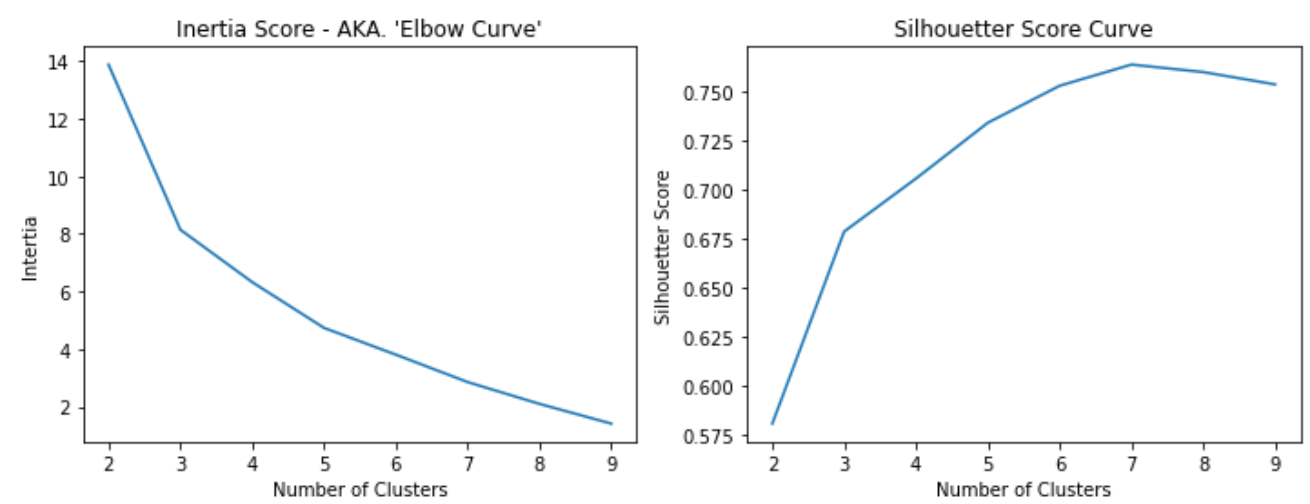 Inertia Score - AKA. 'Elbow Curve'
14
12
10
8
6
4
2
Intertia
2 3 4 5 6 7 8 9
Number of Clusters
Silhouetter Score Curve
0.750
0.725
0.700
0.675
0.650
0.625
0.600
0.575
Silhouetter Score
2 3 4 5 6 7 8 9
Number of Clusters